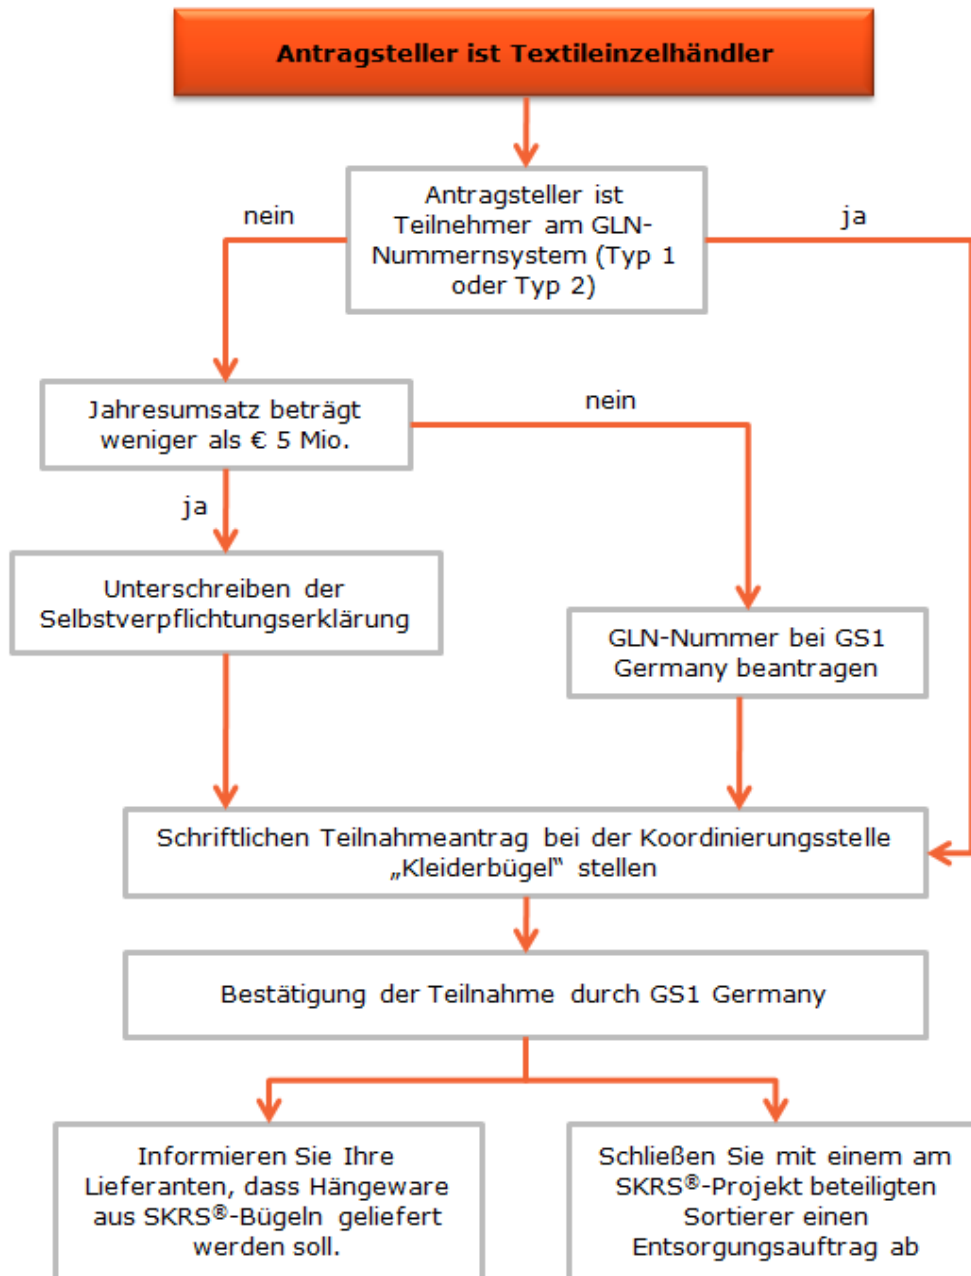 Antragsteller ist Textileinzelhändler
Antragsteller ist
Teilnehmer am GLN-
Nummernsystem (Typ 1
oder Typ 2)
nein
ja
Jahresumsatz beträgt
weniger als € 5 Mio.
nein
ja
Unterschreiben der
Selbstverpflichtungserklärung
GLN-Nummer bei GS1
Germany beantragen
Schriftlichen Teilnahmeantrag bei der Koordinierungsstelle
„Kleiderbügel“ stellen
Bestätigung der Teilnahme durch GS1 Germany
Informieren Sie Ihre
Lieferanten, dass Hängeware
aus SKRS®-Bügeln geliefert
werden soll.
Schließen Sie mit einem am
SKRS®-Projekt beteiligten
Sortierer einen
Entsorgungsauftrag ab